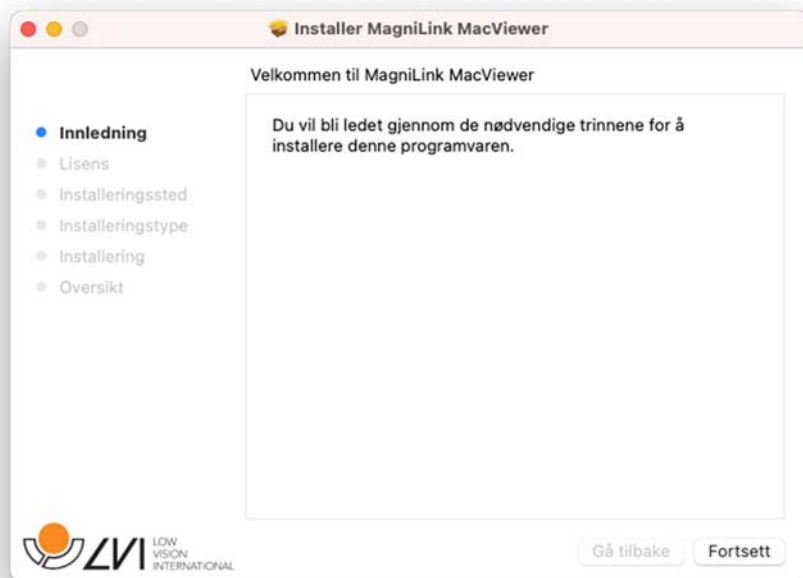 Installer MagniLink MacViewer
Velkommen til MagniLink MacViewer
Innledning
Lisens
Installeringssted
Installeringstype
Installering
Oversikt
Du vil bli ledet gjennom de nødvendige trinnene for å
installere denne programvaren.
LVI
LOW
VISION
INTERNATIONAL
Gå tilbake
Fortsett